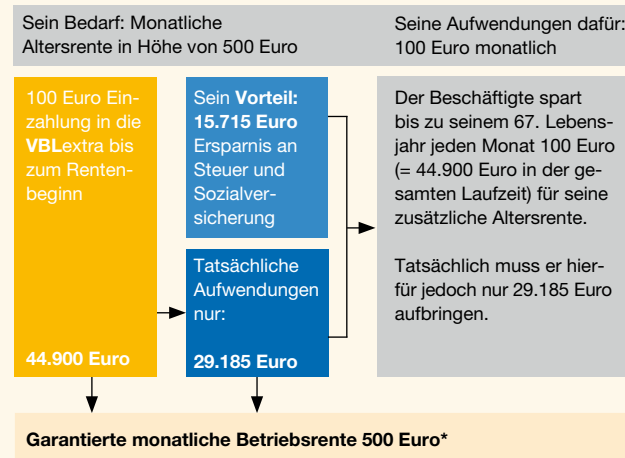 Sein Bedarf: Monatliche
Altersrente in Höhe von 500 Euro
Seine Aufwendungen dafür:
100 Euro monatlich
100 Euro Ein-
zahlung in die
VBLextra bis
zum Renten-
beginn
44.900 Euro
Sein Vorteil:
15.715 Euro
Ersparnis an
Steuer und
Sozialver-
sicherung
Tatsächliche
Aufwendungen
nur:
29.185 Euro
Der Beschäftigte spart
bis zu seinem 67. Lebens-
jahr jeden Monat 100 Euro
(= 44.900 Euro in der ge-
samten Laufzeit) für seine
zusätzliche Altersrente.
Tatsächlich muss er hier-
für jedoch nur 29.185 Euro
aufbringen.
Garantierte monatliche Betriebsrente 500 Euro*